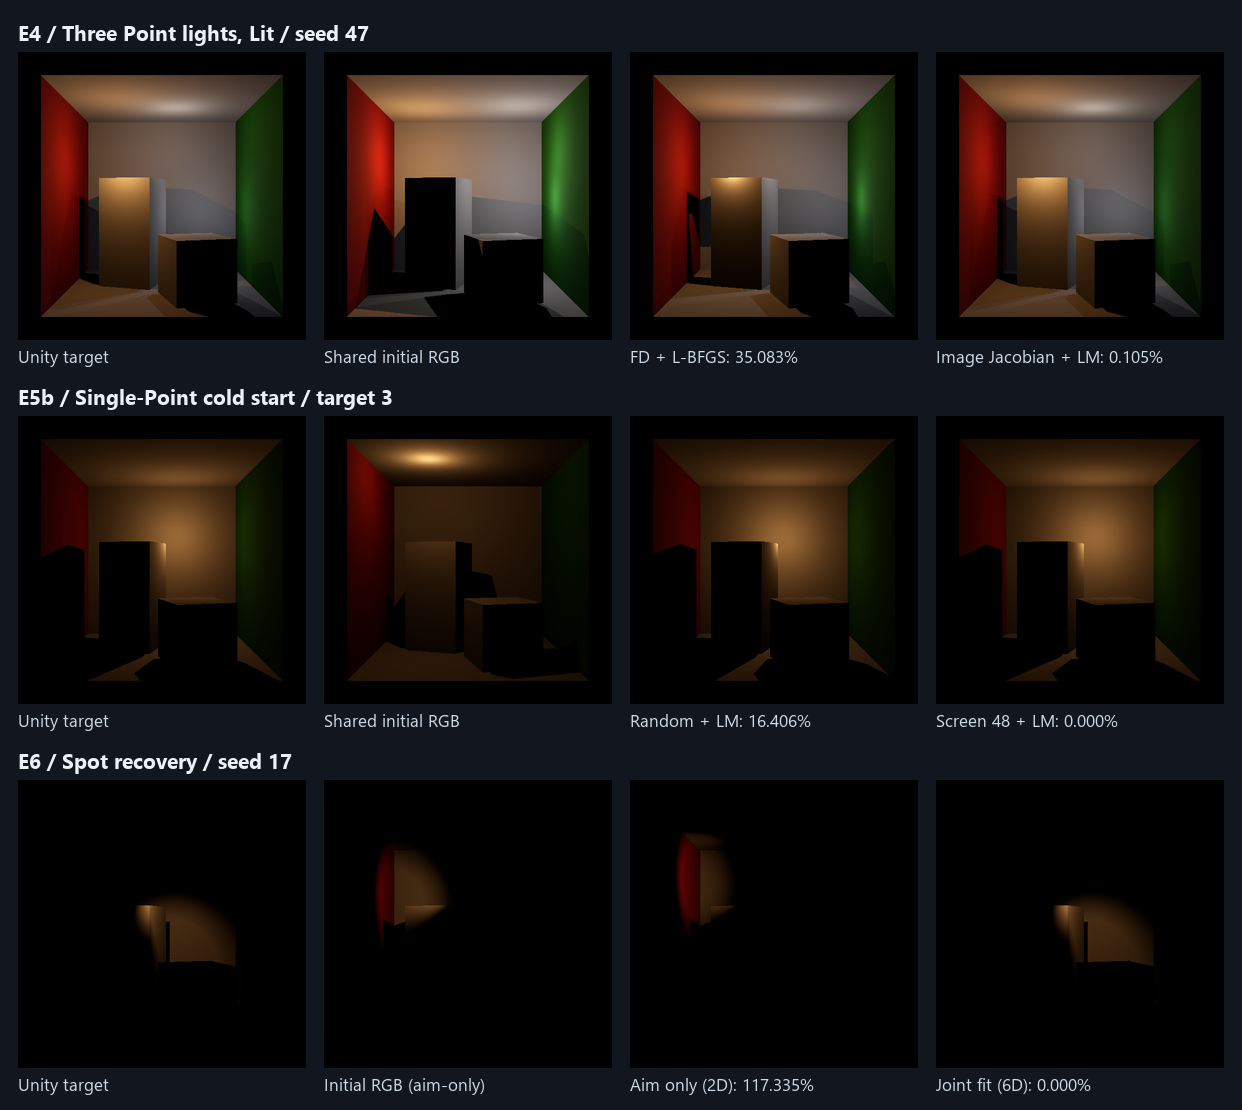 E4 / Three Point lights, Lit / seed 47
Unity target
Shared initial RGB
FD + L-BFGS: 35.083%
Image Jacobian + LM: 0.105%
E5b / Single-Point cold start / target 3
Unity target
Shared initial RGB
Random + LM: 16.406%
Screen 48 + LM: 0.000%
E6 / Spot recovery / seed 17
Unity target
Initial RGB (aim-only)
Aim only (2D): 117.335%
Joint fit (6D): 0.000%